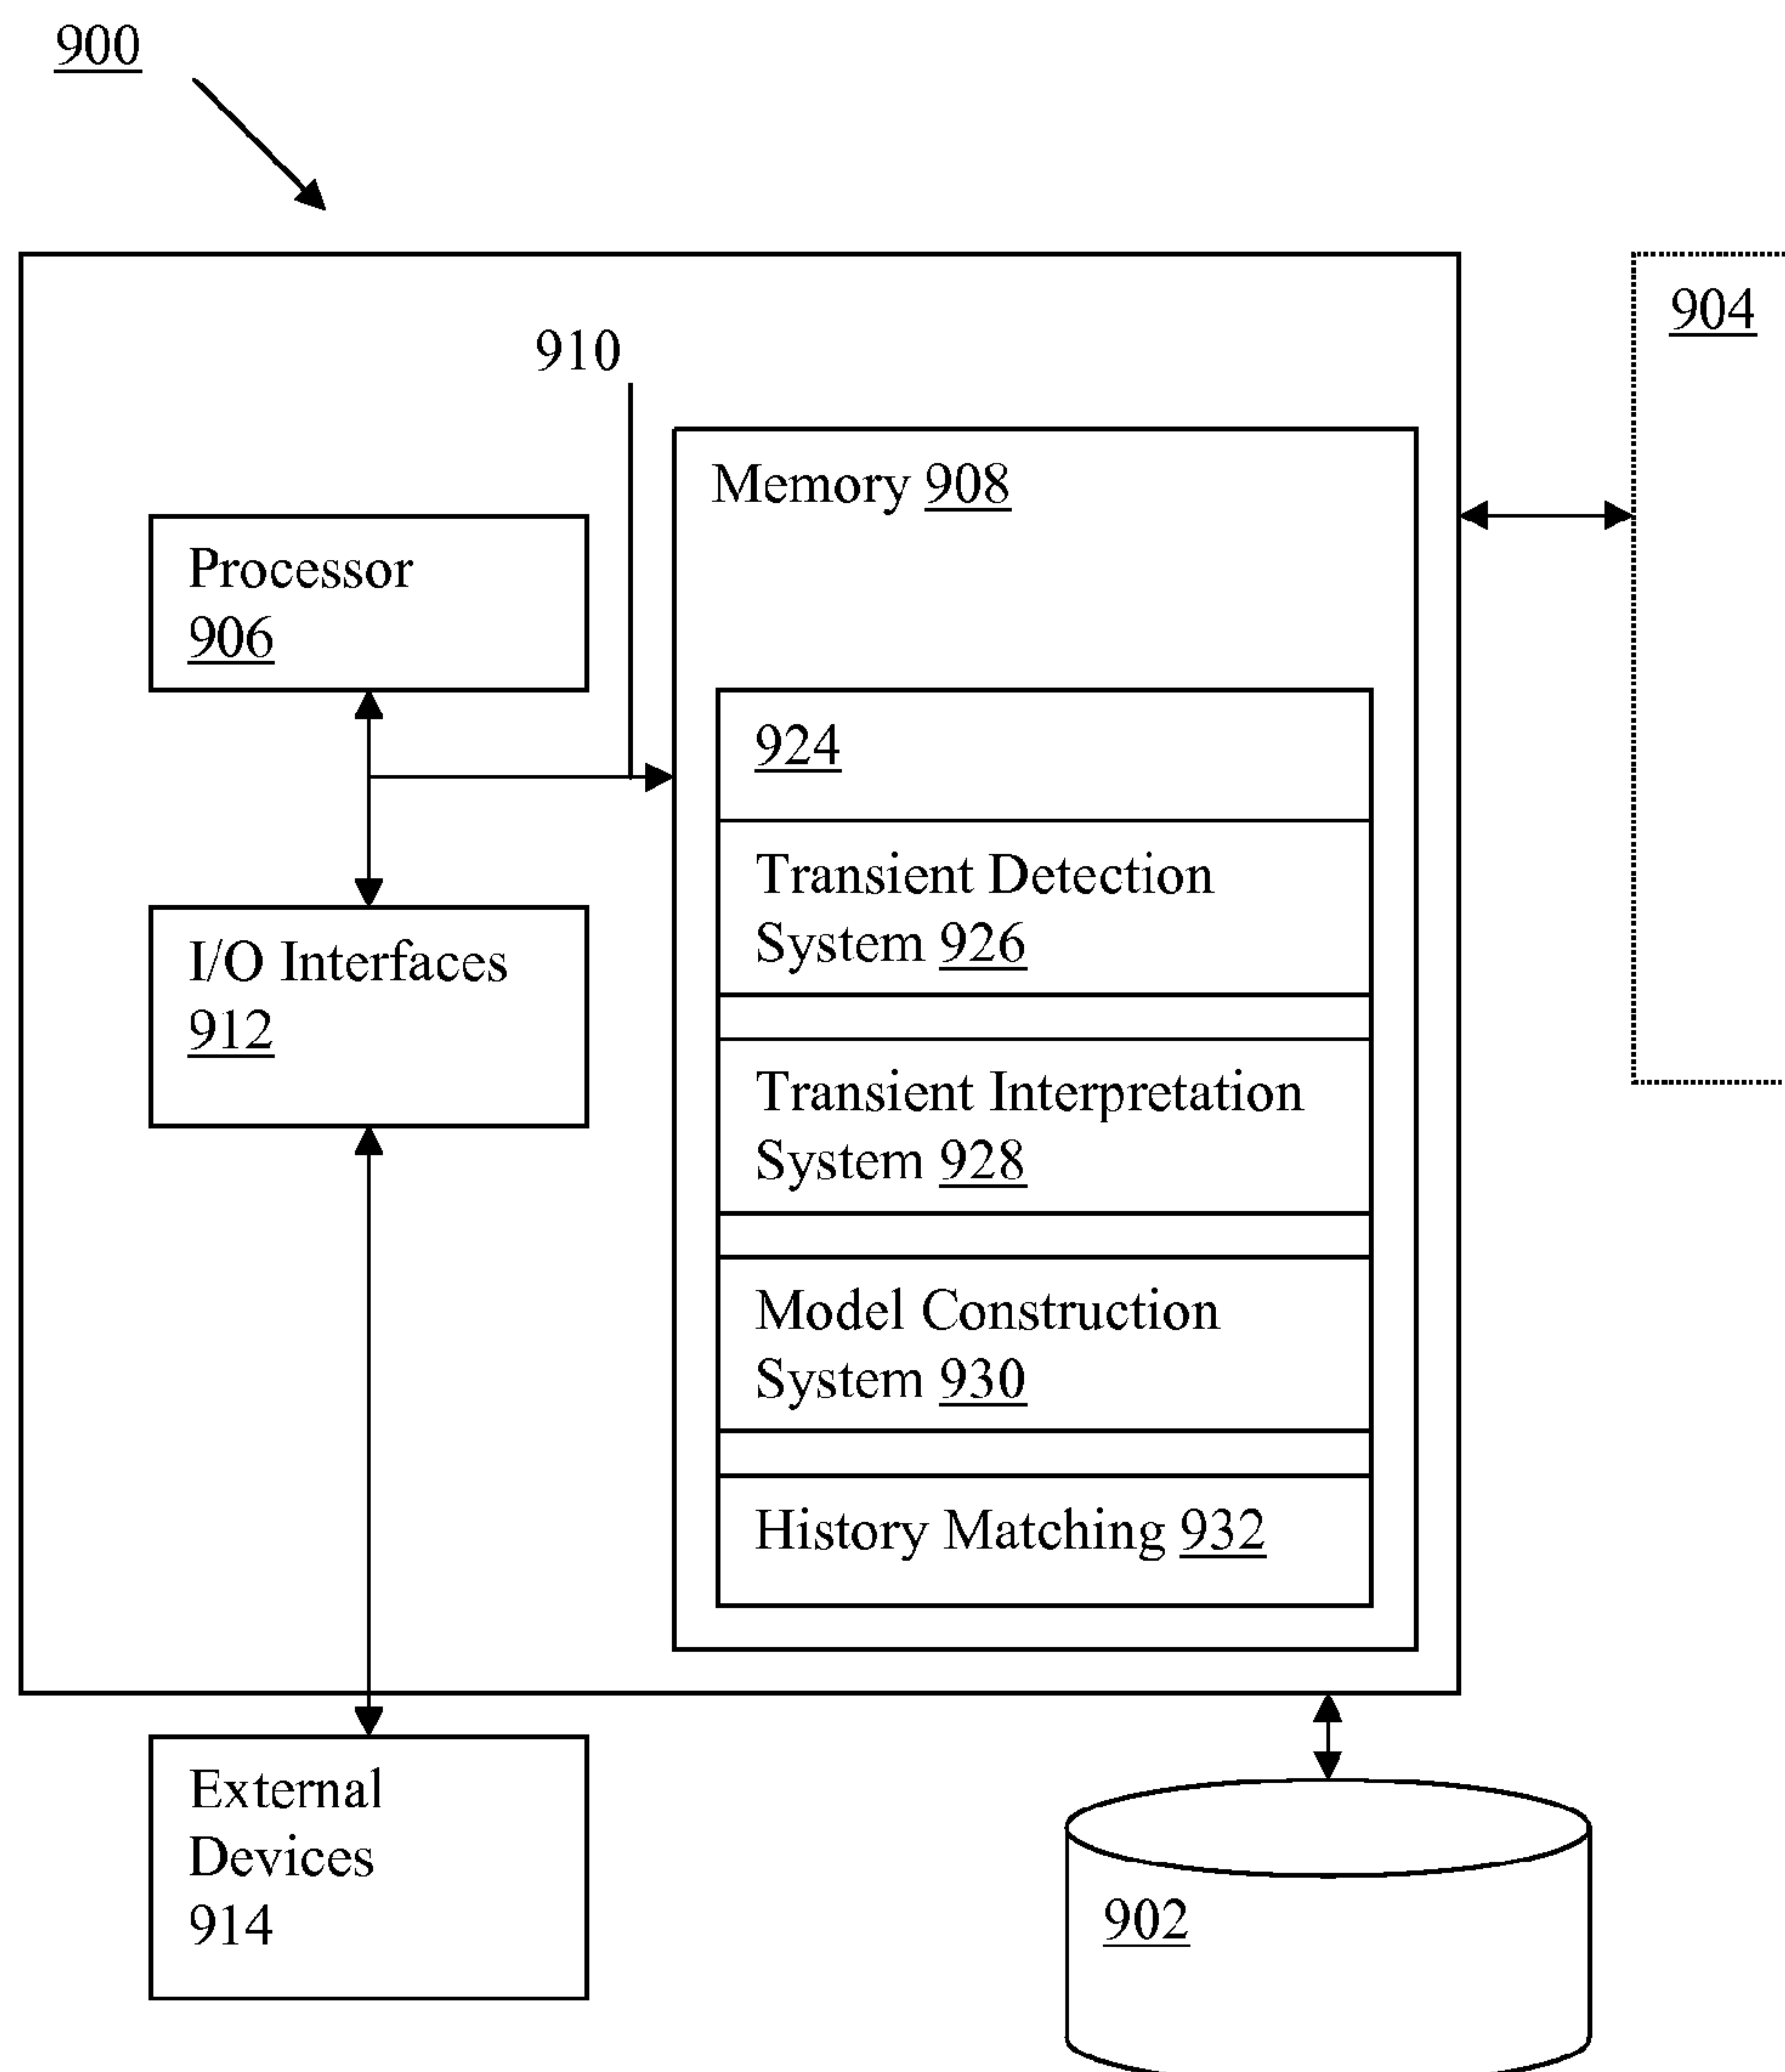 900
904
910
Memory 908
Processor
906
924
Transient Detection
System 926
I/O Interfaces
912
Transient Interpretation
System 928
Model Construction
System 930
History Matching 932
External
Devices
914
902